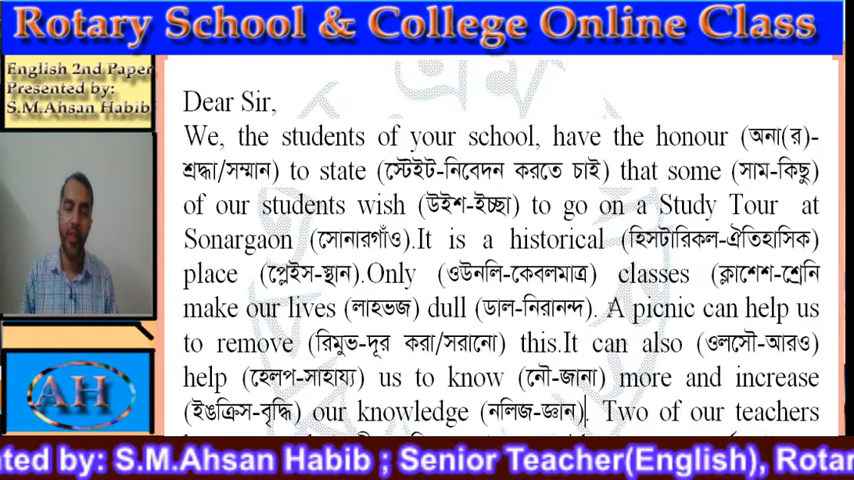 Rotary School & College Online Class
English 2nd Paper
Presented by:
S.M.Ahsan Habib
AH
Dear Sir,
We, the students of your school, have the honour (অনা(র)-
শ্রদ্ধা/সম্মান) to state (স্টেইট-নিবেদন করতে চাই) that some (সাম-কিছু)
of our students wish (উইশ-ইচ্ছা) to go on a Study Tour at
Sonargaon (সোনারগাঁও).It is a historical (হিসটারিকল-ঐতিহাসিক)
place (প্লেইস-স্থান).Only (ওউনলি-কেবলমাত্র) classes (ক্লাশেশ-শ্রেনি
make our lives (লাহভজ) dull (ডাল-নিরানন্দ). A picnic can help us
to remove (রিমুভ-দূর করা/সরানো) this.It can also (ওলসৌ-আরও)
help (হেলপ-সাহায্য) us to know (নৌ-জানা) more and increase
(ইঙক্রিস-বৃদ্ধি) our knowledge (নলিজ-জ্ঞান). Two of our teachers
nted by: S.M.Ahsan Habib ; Senior Teacher(English), Rotar